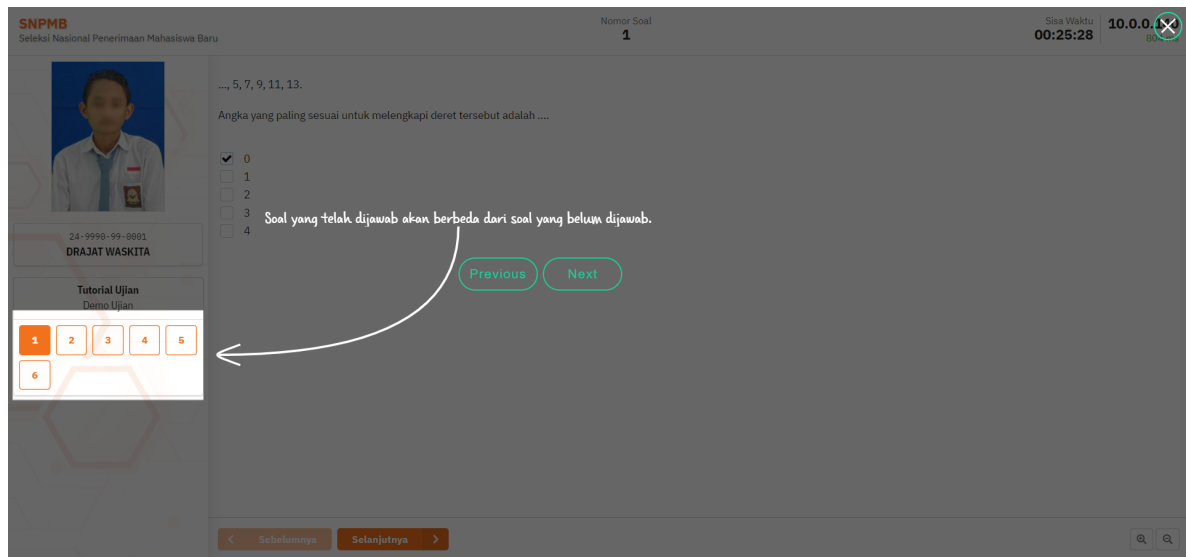 SNPMB
Seleksi Nasional Penerimaan Mahasiswa Baru
Nomor Soal
1
Sisa Waktu
00:25:28
24-9990-99-0001
DRAJAT WASKITA
Tutorial Ujian
Demo Ujian
1 2 3 4 5
6
..., 5, 7, 9, 11, 13.
Angka yang paling sesuai untuk melengkapi deret tersebut adalah ....
0
1
2
3
4
Soal yang telah dijawab akan berbeda dari soal yang belum dijawab.
Previous Next
Sebelumnya Selanjutnya